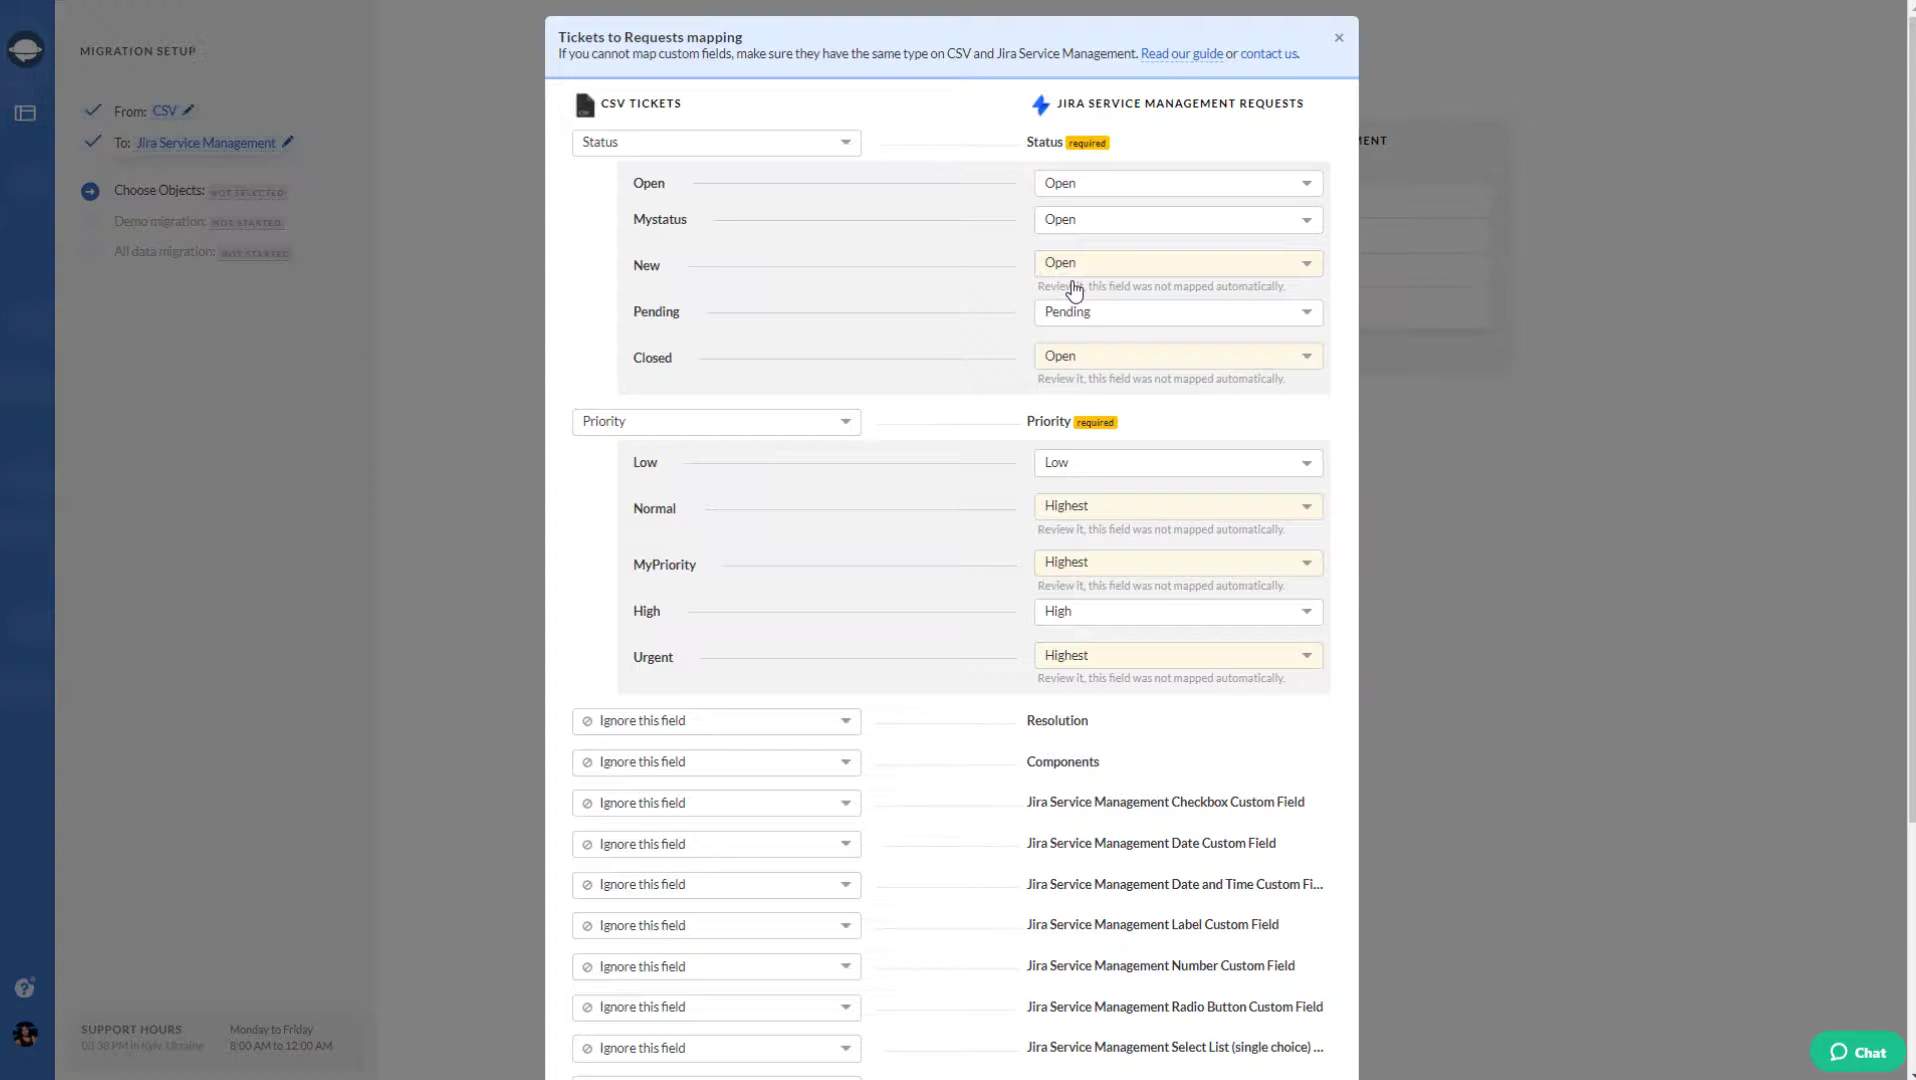 MIGRATION SETUP
From: CSV
To: Jira Service Management
Choose Objects: NOT SELECTED
Demo migration: NOT STARTED
All data migration: NOT STARTED
SUPPORT HOURS
03:38 PM in Kyiv, Ukraine
Monday to Friday
8:00 AM to 12:00 AM
Tickets to Requests mapping
If you cannot map custom fields, make sure they have the same type on CSV and Jira Service Management. Read our guide or contact us.
CSV TICKETS
JIRA SERVICE MANAGEMENT REQUESTS
Status
Status required
Open
Open
Mystatus
Open
New
Open
Review it, this field was not mapped automatically.
Pending
Pending
Closed
Open
Review it, this field was not mapped automatically.
Priority
Priority required
Low
Low
Normal
Highest
Review it, this field was not mapped automatically.
MyPriority
Highest
Review it, this field was not mapped automatically.
High
High
Urgent
Highest
Review it, this field was not mapped automatically.
Ignore this field
Resolution
Ignore this field
Components
Ignore this field
Jira Service Management Checkbox Custom Field
Ignore this field
Jira Service Management Date Custom Field
Ignore this field
Jira Service Management Date and Time Custom Fi...
Ignore this field
Jira Service Management Label Custom Field
Ignore this field
Jira Service Management Number Custom Field
Ignore this field
Jira Service Management Radio Button Custom Field
Ignore this field
Jira Service Management Select List (single choice) ...
Chat